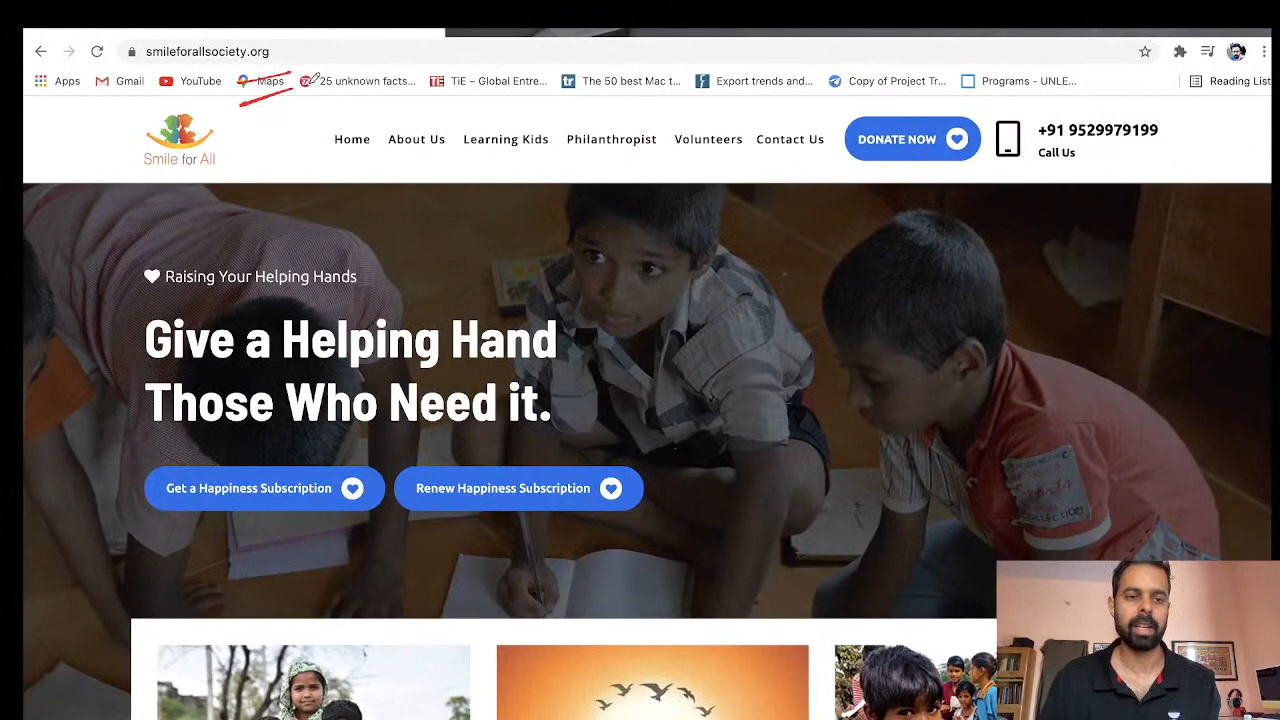 smileforallsociety.org
Apps
Gmail
YouTube
Maps
25 unknown facts...
TiE – Global Entre...
The 50 best Mac t...
Export trends and...
Copy of Project Tr...
Programs - UNLE...
Reading List
Smile for All
Home
About Us
Learning Kids
Philanthropist
Volunteers
Contact Us
DONATE NOW
+91 9529979199
Call Us
Raising Your Helping Hands
Give a Helping Hand
Those Who Need it.
Get a Happiness Subscription
Renew Happiness Subscription
Sports
COLLECTION